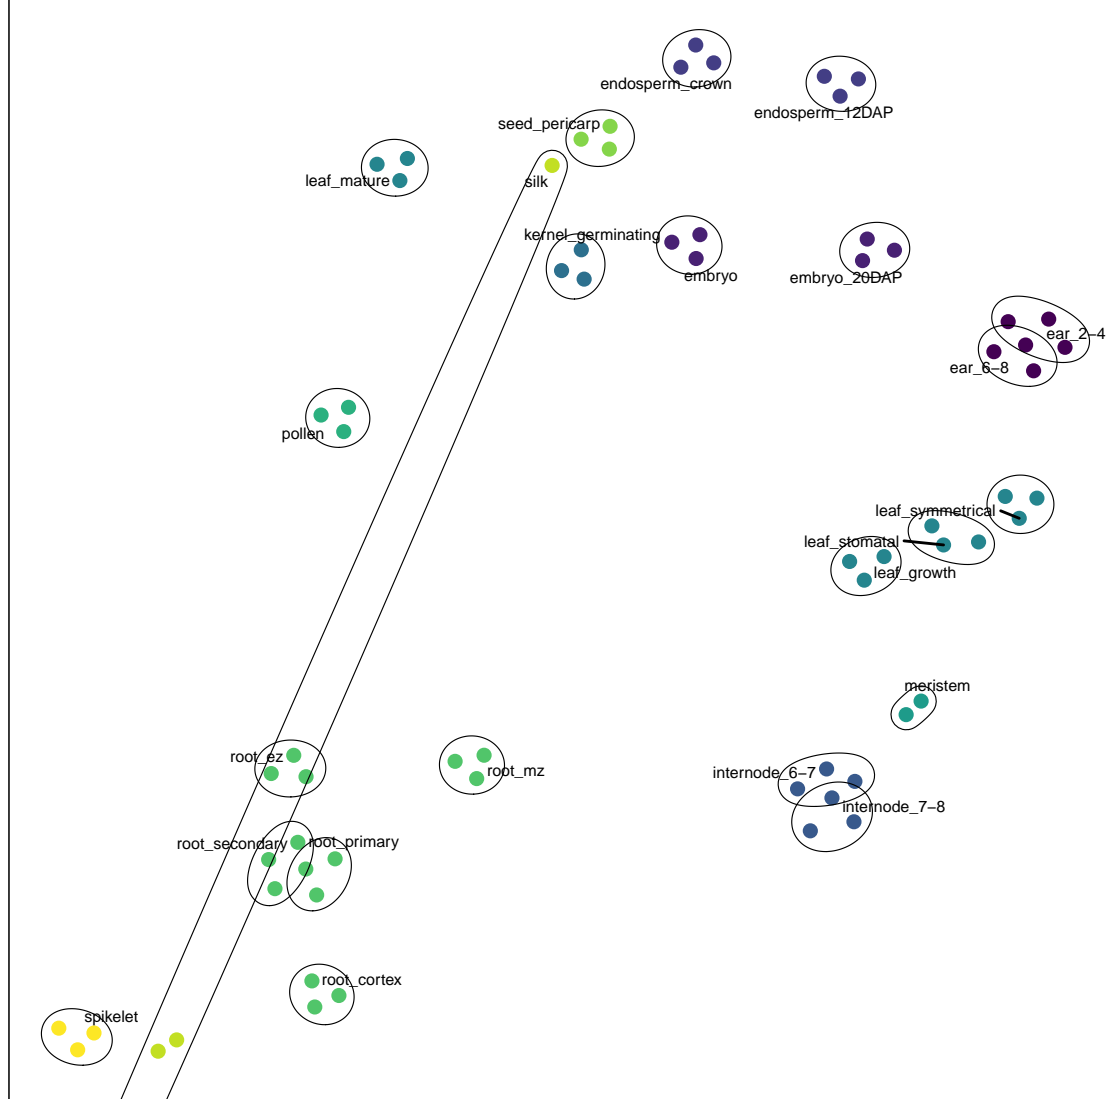 endosperm_crown
endosperm_12DAP
seed_pericarp
leaf_mature
silk
kernel_germinating
embryo
embryo_20DAP
ear_2−4
ear_6−8
pollen
leaf_symmetrical
leaf_stomatal
leaf_growth
meristem
root_ez
root_mz
internode_6−7
internode_7−8
root_secondary
root_primary
root_cortex
spikelet